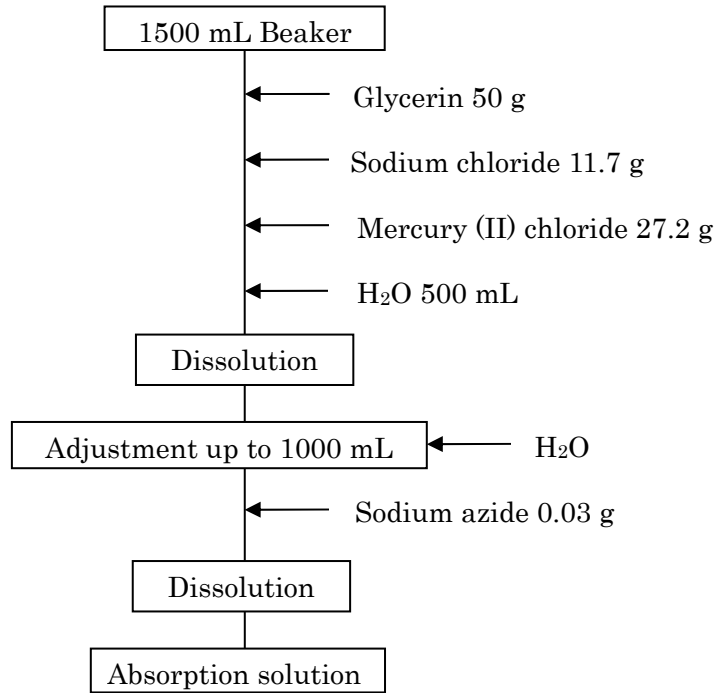 1500 mL Beaker
Glycerin 50 g
Sodium chloride 11.7 g
Mercury (II) chloride 27.2 g
H₂O 500 mL
Dissolution
Adjustment up to 1000 mL
H₂O
Sodium azide 0.03 g
Dissolution
Absorption solution